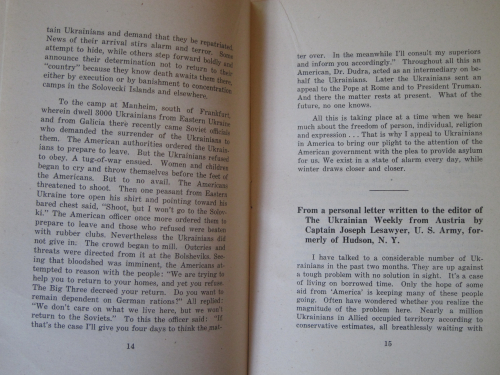 tain Ukrainians and demand that they be repatriated.
News of their arrival stirs alarm and terror. Some
attempt to hide, while others step forward boldly and
announce their determination not to return to their
"country" because they know death awaits them there,
either by execution or by banishment to concentration
camps in the Solovecki Islands and elsewhere.
To the camp at Manheim, south of Frankfurt,
wherein dwell 3000 Ukrainians from Eastern Ukraine
and from Galicia there recently came Soviet officials
who demanded the surrender of the Ukrainians to
them. The American authorities ordered the Ukrain-
ians to prepare to leave. But the Ukrainians refused
to obey. A tug-of-war ensued. Women and children
began to cry and throw themselves before the feet of
the Americans. But to no avail. The Americans
threatened to shoot. Then one peasant from Eastern
Ukraine tore open his shirt and pointing toward his
bared chest said, "Shoot, but I won't go to the Solov-
ki." The American officer once more ordered them to
prepare to leave and those who refused were beaten
with rubber clubs. Nevertheless the Ukrainians did
not give in. The crowd began to mill. Outcries and
threats were directed from it at the Bolsheviks. See-
ing that bloodshed was imminent, the Americans at-
tempted to reason with the people: "We are trying to
help you to return to your homes, and yet you refuse.
The Big Three decreed your return. Do you want to
remain dependent on German rations?" All replied:
"We don't care on what we live here, but we won't
return to the Soviets." To this the officer said: "If
that's the case I'll give you four days to think the mat-
14
ter over. In the meanwhile I'll consult my superiors
and inform you accordingly." Throughout all this an
American, Dr. Dudra, acted as an intermediary on be-
half the Ukrainians. Later the Ukrainians sent an
appeal to the Pope at Rome and to President Truman.
And there the matter rests at present. What of the
future, no one knows.
All this is taking place at a time when we hear
much about the freedom of person, individual, religion
and expression . . . That is why I appeal to Ukrainians
in America to bring our plight to the attention of the
American government with the plea to provide asylum
for us. We exist in a state of alarm every day, while
winter draws closer and closer.
From a personal letter written to the editor of
The Ukrainian Weekly from Austria by
Captain Joseph Lesawyer, U. S. Army, for-
merly of Hudson, N. Y.
I have talked to a considerable number of Uk-
rainians in the past two months. They are up against
a tough problem with no solution in sight. It's a case
of living on borrowed time. Only the hope of some
aid from 'America' is keeping many of these people
going. Often have wondered whether you realize the
magnitude of the problem here. Nearly a million
Ukrainians in Allied occupied territory according to
conservative estimates, all breathlessly waiting with
15